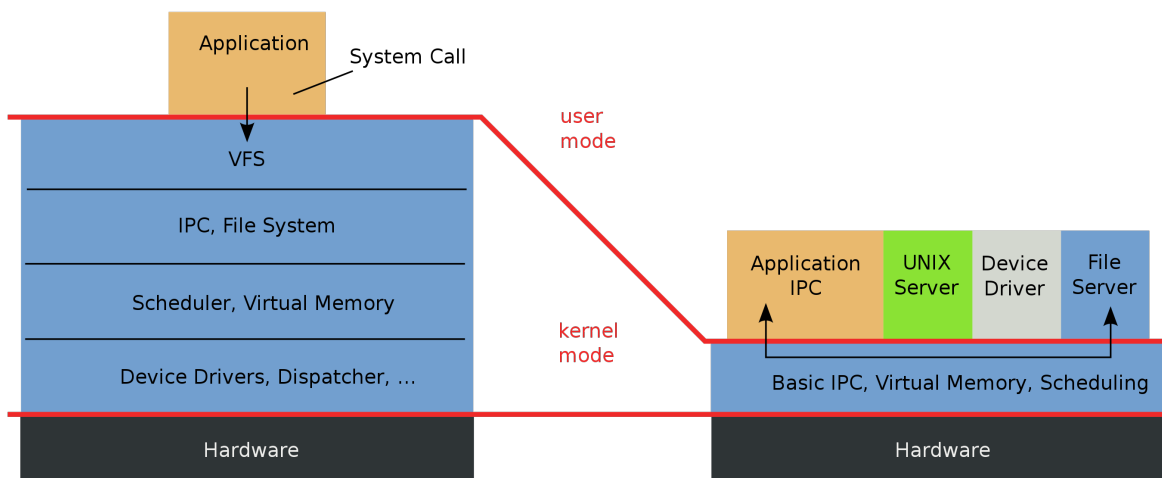 Application
System Call
VFS
IPC, File System
Scheduler, Virtual Memory
Device Drivers, Dispatcher, ...
Hardware
user
mode
kernel
mode
Application
IPC
UNIX
Server
Device
Driver
File
Server
Basic IPC, Virtual Memory, Scheduling
Hardware